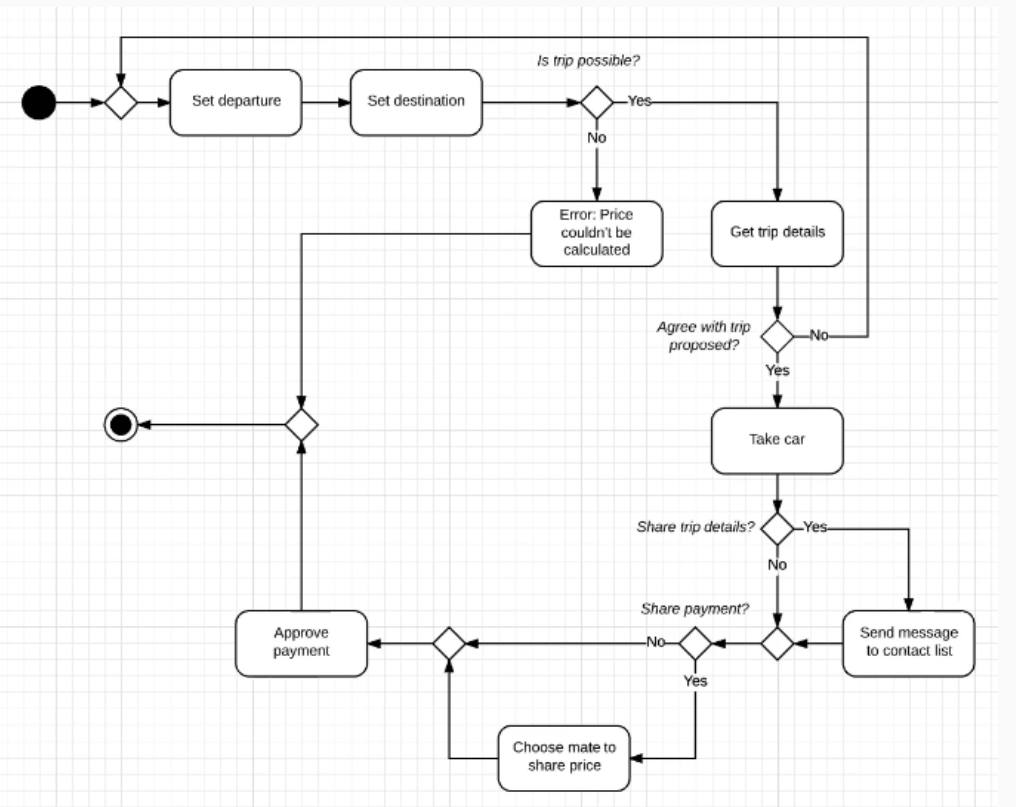 Is trip possible?
Set departure
Set destination
Yes
No
Error: Price
couldn't be
calculated
Get trip details
Agree with trip
proposed?
No
Yes
Take car
Share trip details?
Yes
No
Share payment?
Send message
to contact list
No
Approve
payment
Yes
Choose mate to
share price